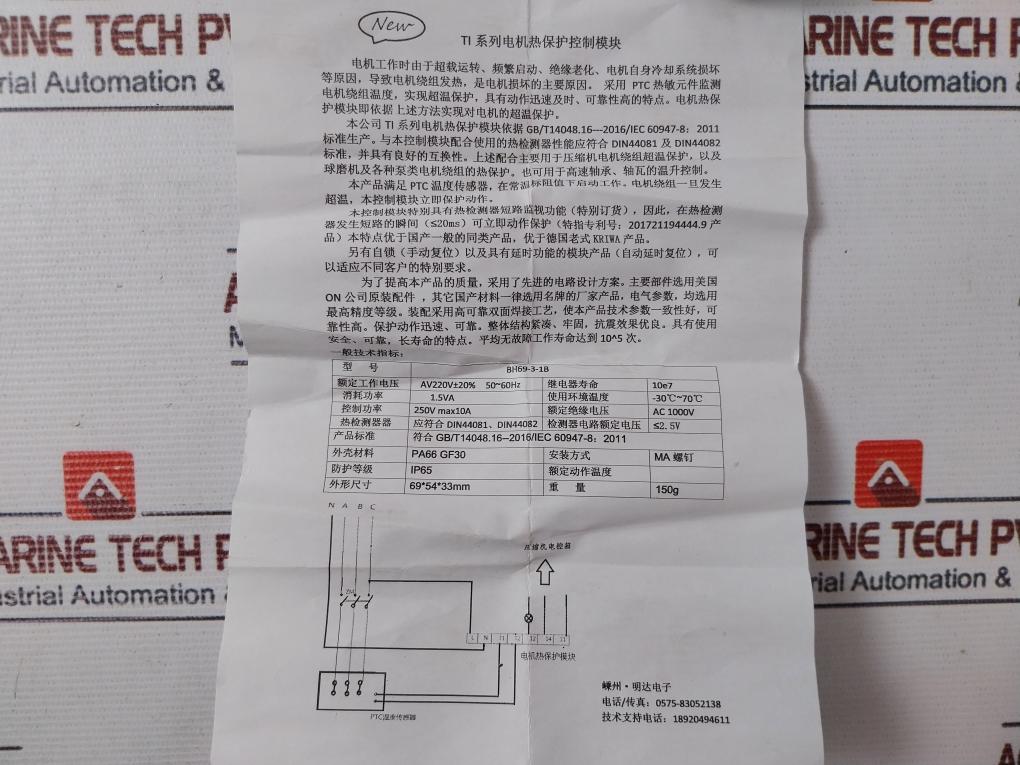 New
TI 系列电机热保护控制模块
电机工作时由于超载运转、频繁启动、绝缘老化、电机自身冷却系统损坏
等原因，导致电机绕组发热，是电机损坏的主要原因。 采用 PTC 热敏元件监测
电机绕组温度，实现超温保护，具有动作迅速及时、可靠性高的特点。电机热保
护模块即依据上述方法实现对电机的超温保护。
本公司 TI 系列电机热保护模块依据 GB/T14048.16---2016/IEC 60947-8：2011
标准生产。与本控制模块配合使用的热检测器性能应符合 DIN44081 及 DIN44082
标准，并具有良好的互换性。上述配合主要用于压缩机电机绕组超温保护，以及
球磨机及各种泵类电机绕组的热保护。也可用于高速轴承、轴瓦的温升控制。
本产品满足 PTC 温度传感器，在常温标阻值下启动工作。电机绕组一旦发生
超温，本控制模块立即保护动作。
本控制模块特别具有热检测器短路监视功能（特别订货），因此，在热检测
器发生短路的瞬间（≤20ms）可立即动作保护（特指专利号：201721194444.9 产
品）本特点优于国产一般的同类产品，优于德国老式 KRIWA 产品。
另有自锁（手动复位）以及具有延时功能的模块产品（自动延时复位），可
以适应不同客户的特别要求。
为了提高本产品的质量，采用了先进的电路设计方案。主要部件选用美国
ON 公司原装配件 ，其它国产材料一律选用名牌的厂家产品，电气参数，均选用
最高精度等级。装配采用高可靠双面焊接工艺，使本产品技术参数一致性好，可
靠性高。保护动作迅速、可靠。整体结构紧凑、牢固，抗震效果优良。具有使用
安全、可靠，长寿命的特点。平均无故障工作寿命达到 10^5 次。
一般技术指标：
型 号 BH69-3-1B
额定工作电压 AV220V±20% 50~60Hz 继电器寿命 10e7
消耗功率 1.5VA 使用环境温度 -30℃~70℃
控制功率 250V max10A 额定绝缘电压 AC 1000V
热检测器器 应符合 DIN44081、DIN44082 检测器电路额定电压 ≤2.5V
产品标准 符合 GB/T14048.16--2016/IEC 60947-8：2011
外壳材料 PA66 GF30 安装方式 MA 螺钉
防护等级 IP65 额定动作温度
外形尺寸 69*54*33mm 重 量 150g
N A B C
压缩机电控箱
L N T1 T2 12 14 11
电机热保护模块
PTC温度传感器
嵊州·明达电子
电话/传真：0575-83052138
技术支持电话：18920494611
ARINE TECH PV
rial Automation &
ARINE TECH PV
trial Automation
ARINE TECH
strial Automation &
RINE TECH PV
rial Automation &